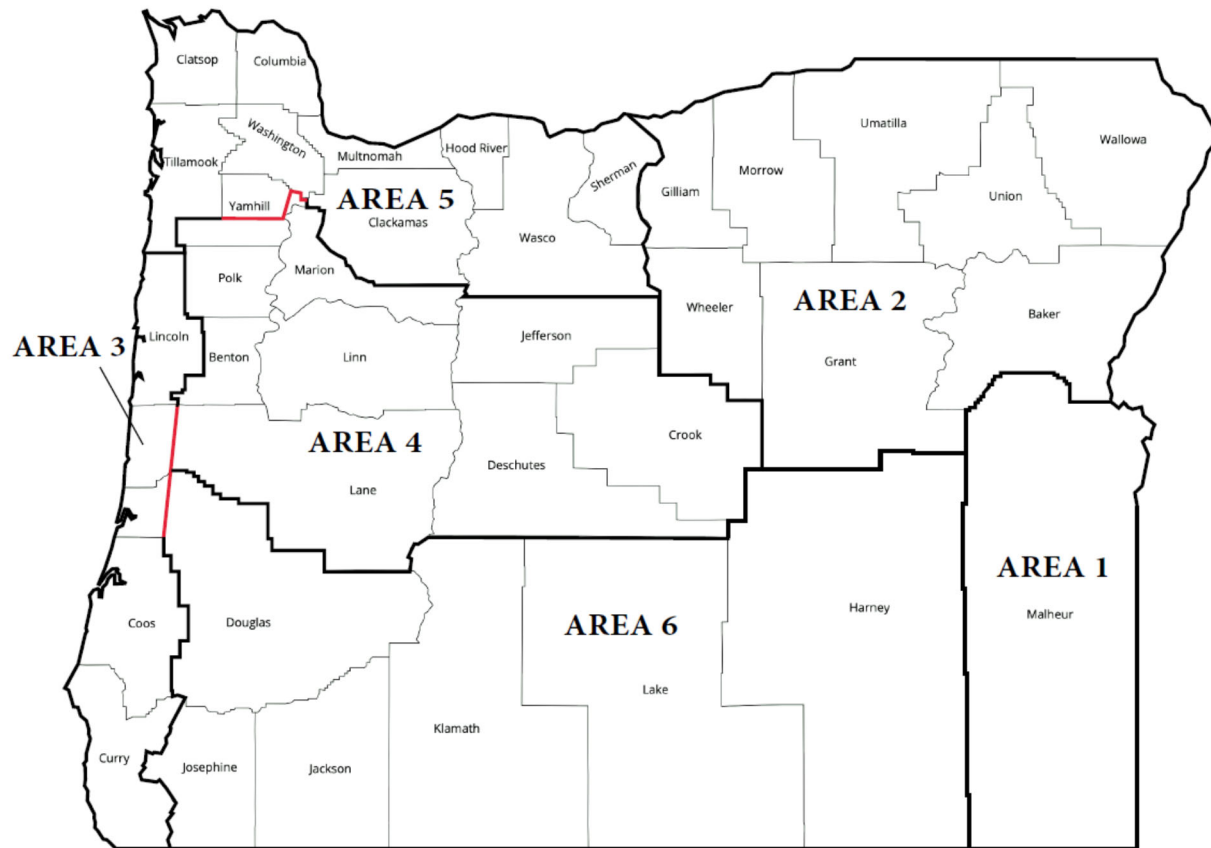 Clatsop
Columbia
Washington
Tillamook
Multnomah
Hood River
Sherman
Gilliam
Morrow
Umatilla
Wallowa
Union
Yamhill
AREA 5
Clackamas
Wasco
Polk
Marion
Wheeler
AREA 2
Baker
Lincoln
Jefferson
AREA 3
Benton
Linn
Grant
AREA 4
Crook
Deschutes
Lane
AREA 1
Malheur
Harney
Coos
Douglas
AREA 6
Lake
Klamath
Curry
Josephine
Jackson